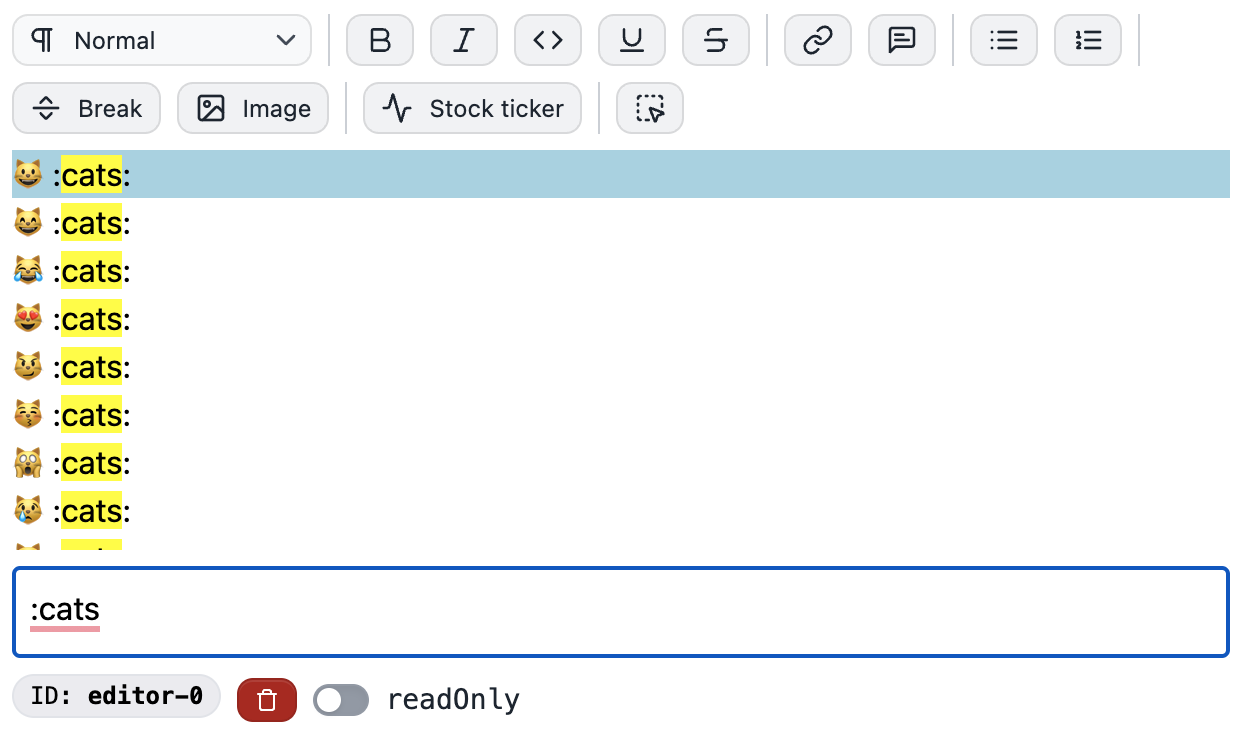 Normal
Break Image Stock ticker
😺 :cats:
😸 :cats:
😹 :cats:
😻 :cats:
😼 :cats:
😽 :cats:
🙀 :cats:
😿 :cats:
:cats
ID: editor-0 readOnly